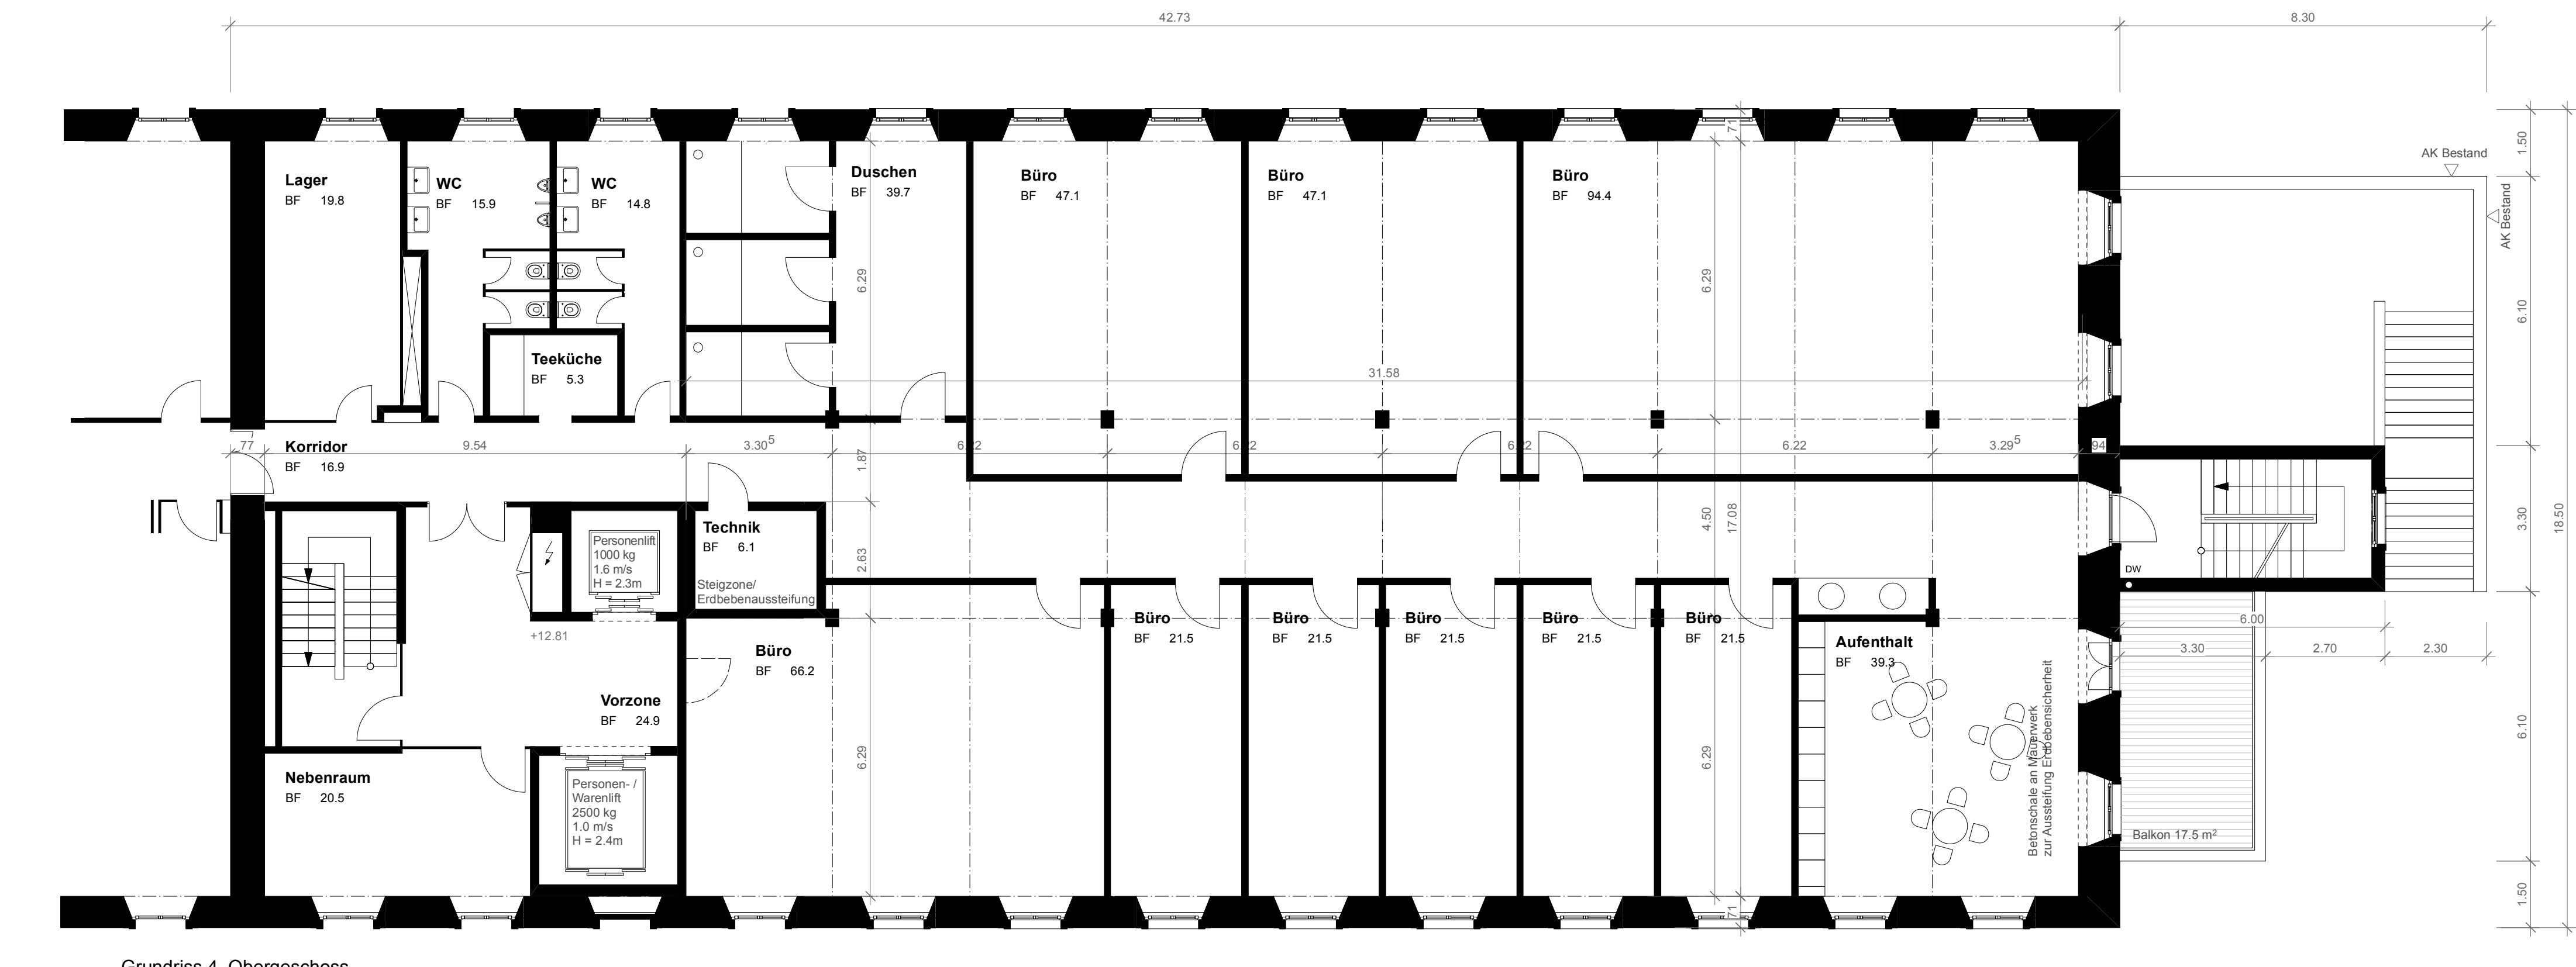 42.73
8.30
71
1.50
AK Bestand
AK Bestand
Lager
BF 19.8
WC
BF 15.9
WC
BF 14.8
Duschen
BF 39.7
Büro
BF 47.1
Büro
BF 47.1
Büro
BF 94.4
6.29
6.29
6.10
Teeküche
BF 5.3
31.58
Korridor
BF 16.9
77
9.54
3.30⁵
1.87
6.22
6.22
6.22
6.22
3.29⁵
94
Personenlift
1000 kg
1.6 m/s
H = 2.3m
Technik
BF 6.1
Steigzone/
Erdbebenaussteifung
2.63
4.50
17.08
3.30
18.50
DW
+12.81
Büro
BF 66.2
Büro
BF 21.5
Büro
BF 21.5
Büro
BF 21.5
Büro
BF 21.5
Büro
BF 21.5
Aufenthalt
BF 39.3
6.00
3.30
2.70
2.30
Vorzone
BF 24.9
Nebenraum
BF 20.5
Personen- /
Warenlift
2500 kg
1.0 m/s
H = 2.4m
6.29
6.29
Betonschale an Mauerwerk
zur Aussteifung Erdbebensicherheit
6.10
Balkon 17.5 m²
71
1.50
Grundriss 4. Obergeschoss